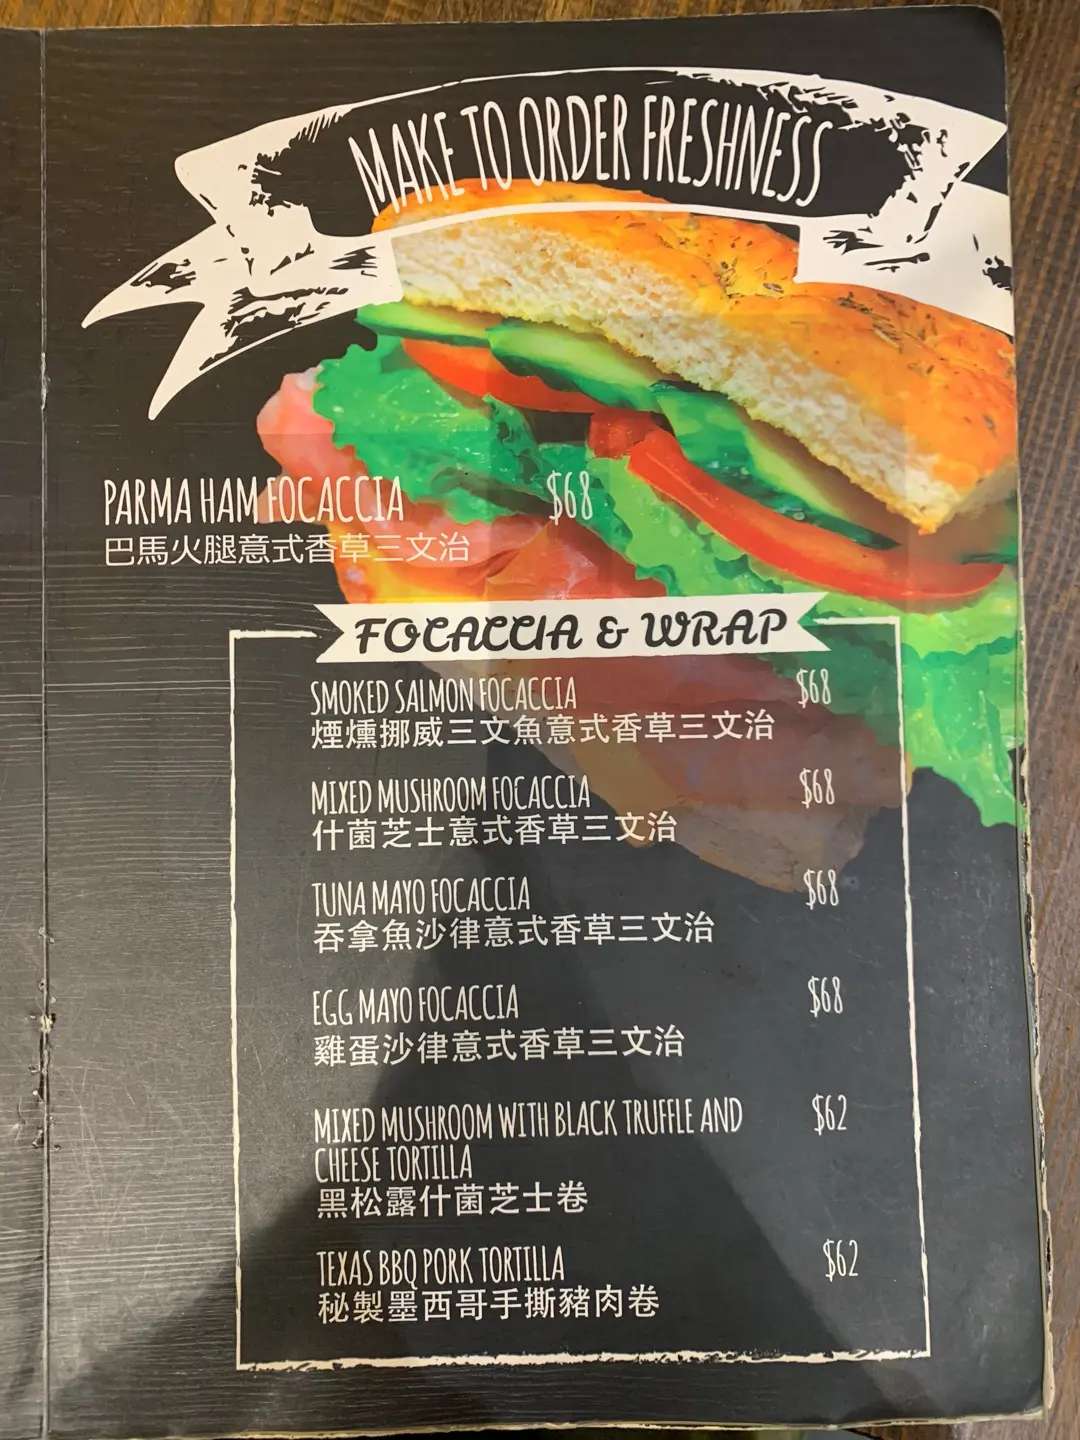 MAKE TO ORDER FRESHNESS
PARMA HAM FOCACCIA $68
巴馬火腿意式香草三文治
FOCACCIA & WRAP
SMOKED SALMON FOCACCIA $68
煙燻挪威三文魚意式香草三文治
MIXED MUSHROOM FOCACCIA $68
什菌芝士意式香草三文治
TUNA MAYO FOCACCIA $68
吞拿魚沙律意式香草三文治
EGG MAYO FOCACCIA $68
雞蛋沙律意式香草三文治
MIXED MUSHROOM WITH BLACK TRUFFLE AND $62
CHEESE TORTILLA
黑松露什菌芝士卷
TEXAS BBQ PORK TORTILLA $62
秘製墨西哥手撕豬肉卷